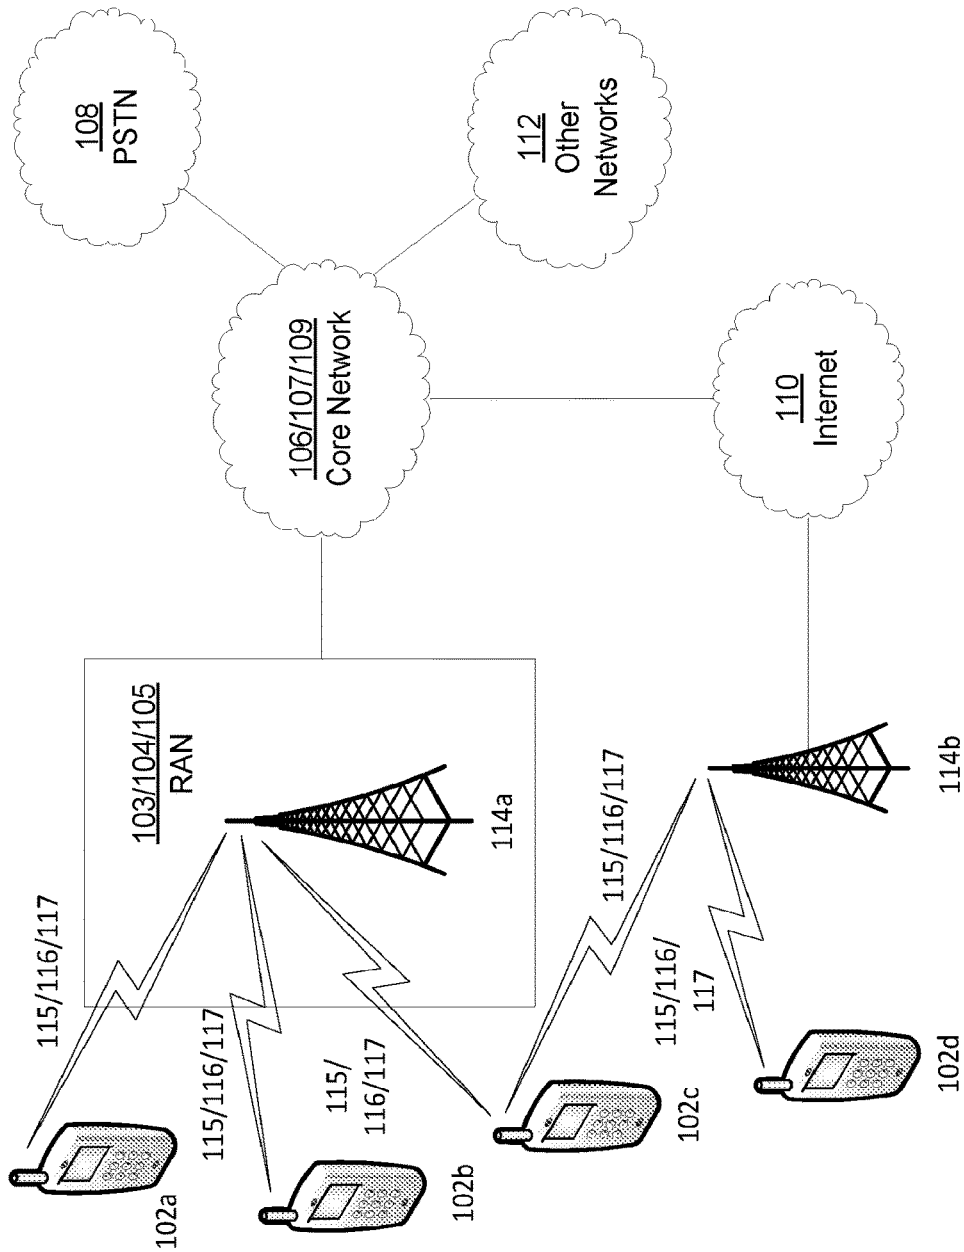 102a
115/116/117
103/104/105
RAN
106/107/109
Core Network
108
PSTN
102b
115/116/117
115/
116/117
114a
112
Other
Networks
102c
115/116/117
115/116/
117
110
Internet
102d
114b